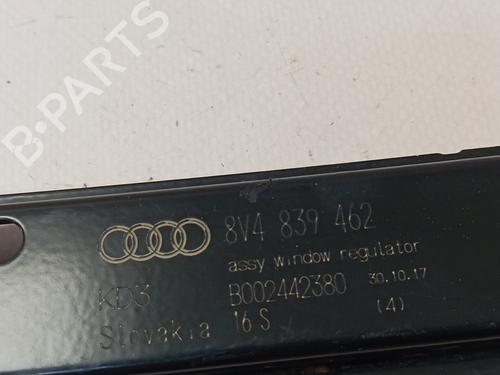 B-PARTS
8V4 839 462
assy window regulator
KD3 B002442380 30.10.17
Slovakia 16 S (4)